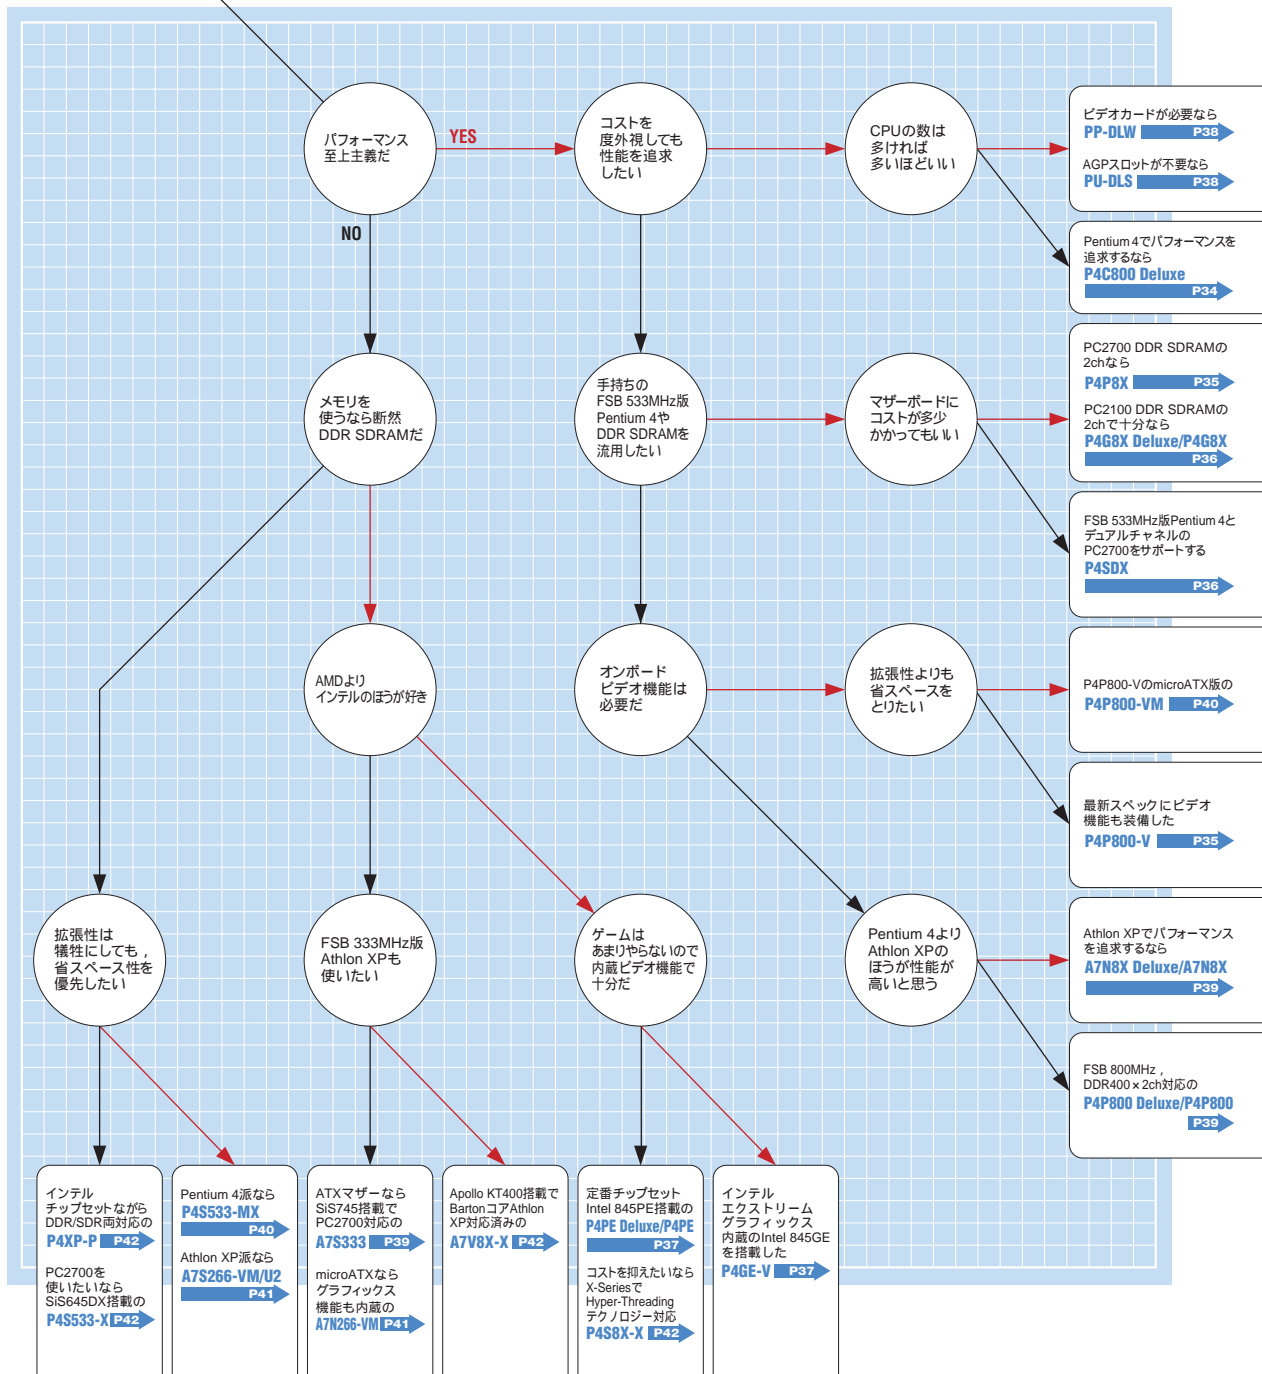 パフォーマンス
至上主義だ
YES
NO
コストを
度外視しても
性能を追求
したい
CPUの数は
多ければ
多いほどいい
ビデオカードが必要なら
PP-DLW P38
AGPスロットが不要なら
PU-DLS P38
Pentium 4でパフォーマンスを
追求するなら
P4C800 Deluxe
P34
メモリを
使うなら断然
DDR SDRAMだ
手持ちの
FSB 533MHz版
Pentium 4や
DDR SDRAMを
流用したい
マザーボードに
コストが多少
かかってもいい
PC2700 DDR SDRAMの
2chなら
P4P8X P35
PC2100 DDR SDRAMの
2chで十分なら
P4G8X Deluxe/P4G8X
P36
FSB 533MHz版Pentium 4と
デュアルチャネルの
PC2700をサポートする
P4SDX
P36
AMDより
インテルのほうが好き
オンボード
ビデオ機能は
必要だ
拡張性よりも
省スペースを
とりたい
P4P800-VのmicroATX版の
P4P800-VM P40
最新スペックにビデオ
機能も装備した
P4P800-V P35
拡張性は
犠牲にしても,
省スペース性を
優先したい
FSB 333MHz版
Athlon XPも
使いたい
ゲームは
あまりやらないので
内蔵ビデオ機能で
十分だ
Pentium 4より
Athlon XPの
ほうが性能が
高いと思う
Athlon XPでパフォーマンス
を追求するなら
A7N8X Deluxe/A7N8X
P39
FSB 800MHz,
DDR400×2ch対応の
P4P800 Deluxe/P4P800
P39
インテル
チップセットながら
DDR/SDR両対応の
P4XP-P P42
PC2700を
使いたいなら
SiS645DX搭載の
P4S533-X P42
Pentium 4派なら
P4S533-MX
P40
Athlon XP派なら
A7S266-VM/U2
P41
ATXマザーなら
SiS745搭載で
PC2700対応の
A7S333 P39
microATXなら
グラフィックス
機能も内蔵の
A7N266-VM P41
Apollo KT400搭載で
BartonコアAthlon
XP対応済みの
A7V8X-X P42
定番チップセット
Intel 845PE搭載の
P4PE Deluxe/P4PE
P37
コストを抑えたいなら
X-Seriesで
Hyper-Threading
テクノロジー対応
P4S8X-X P42
インテル
エクストリーム
グラフィックス
内蔵のIntel 845GE
を搭載した
P4GE-V P37